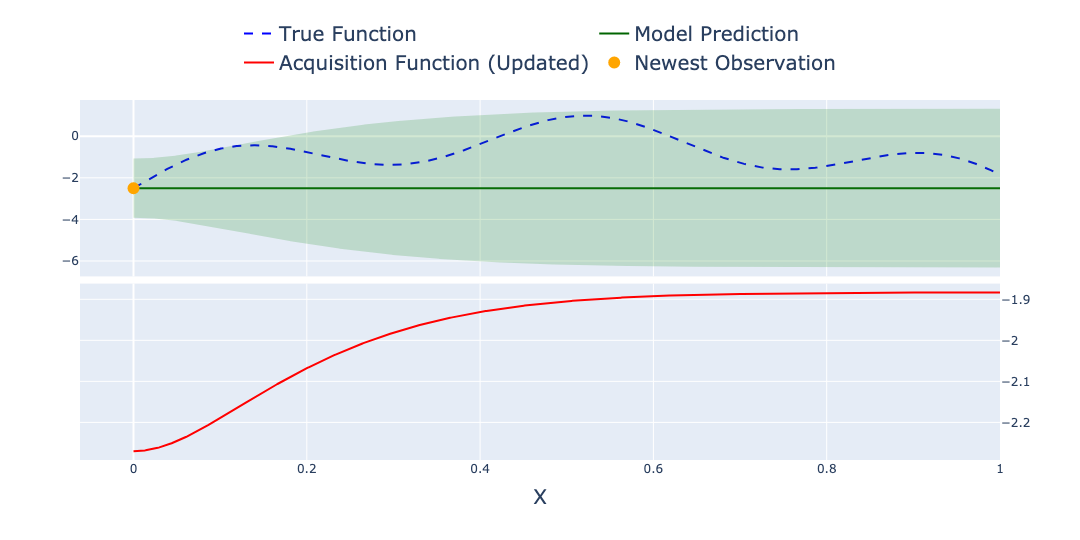 True Function
Model Prediction
Acquisition Function (Updated)
Newest Observation
0
−2
−4
−6
−1.9
−2
−2.1
−2.2
0
0.2
0.4
0.6
0.8
1
X